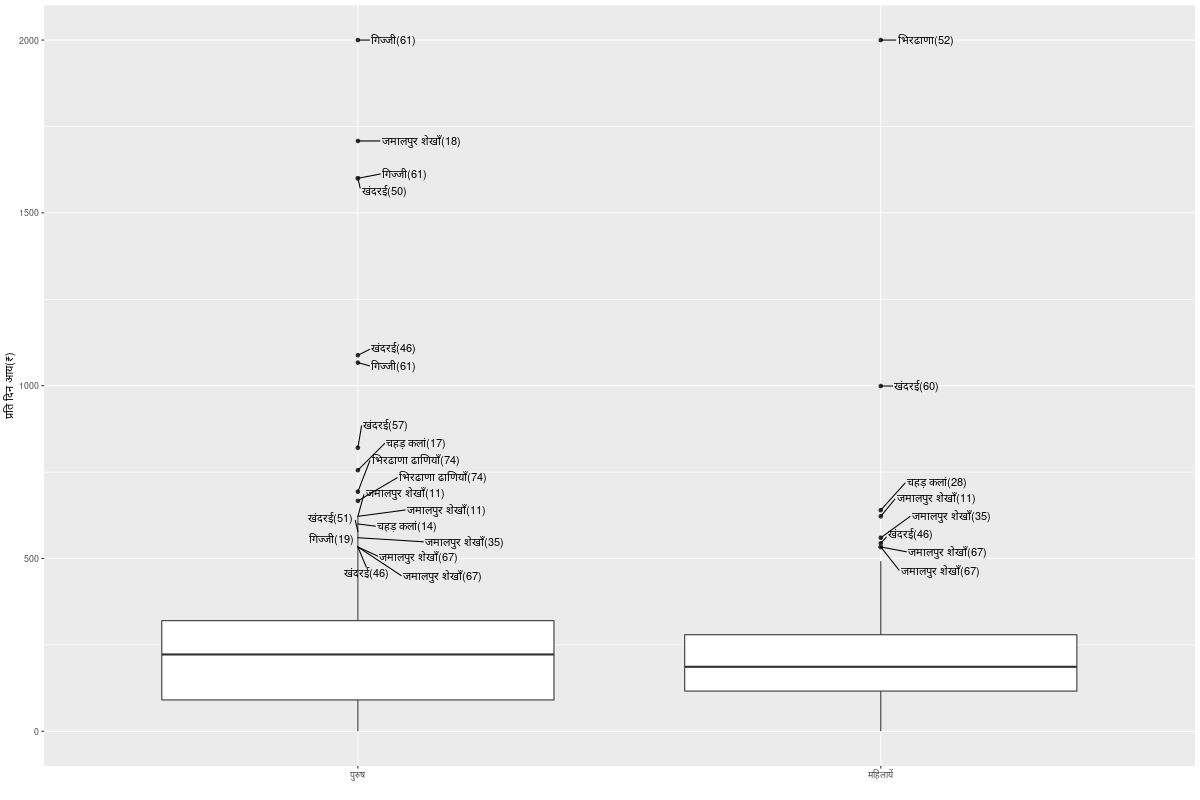 2000
गिज्जी(61)
भिरढाणा(52)
जमालपुर शेखाँ(18)
गिज्जी(61)
खंदरई(50)
1500
खंदरई(46)
गिज्जी(61)
1000
खंदरई(60)
प्रति दिन आय(₹)
खंदरई(57)
चहड़ कलां(17)
भिरढाणा ढाणियाँ(74)
भिरढाणा ढाणियाँ(74)
चहड़ कलां(28)
जमालपुर शेखाँ(11)
जमालपुर शेखाँ(11)
जमालपुर शेखाँ(11)
खंदरई(51)
जमालपुर शेखाँ(35)
चहड़ कलां(14)
खंदरई(46)
गिज्जी(19)
जमालपुर शेखाँ(35)
जमालपुर शेखाँ(67)
500
जमालपुर शेखाँ(67)
खंदरई(46)
जमालपुर शेखाँ(67)
जमालपुर शेखाँ(67)
0
पुरुष
महिलायें